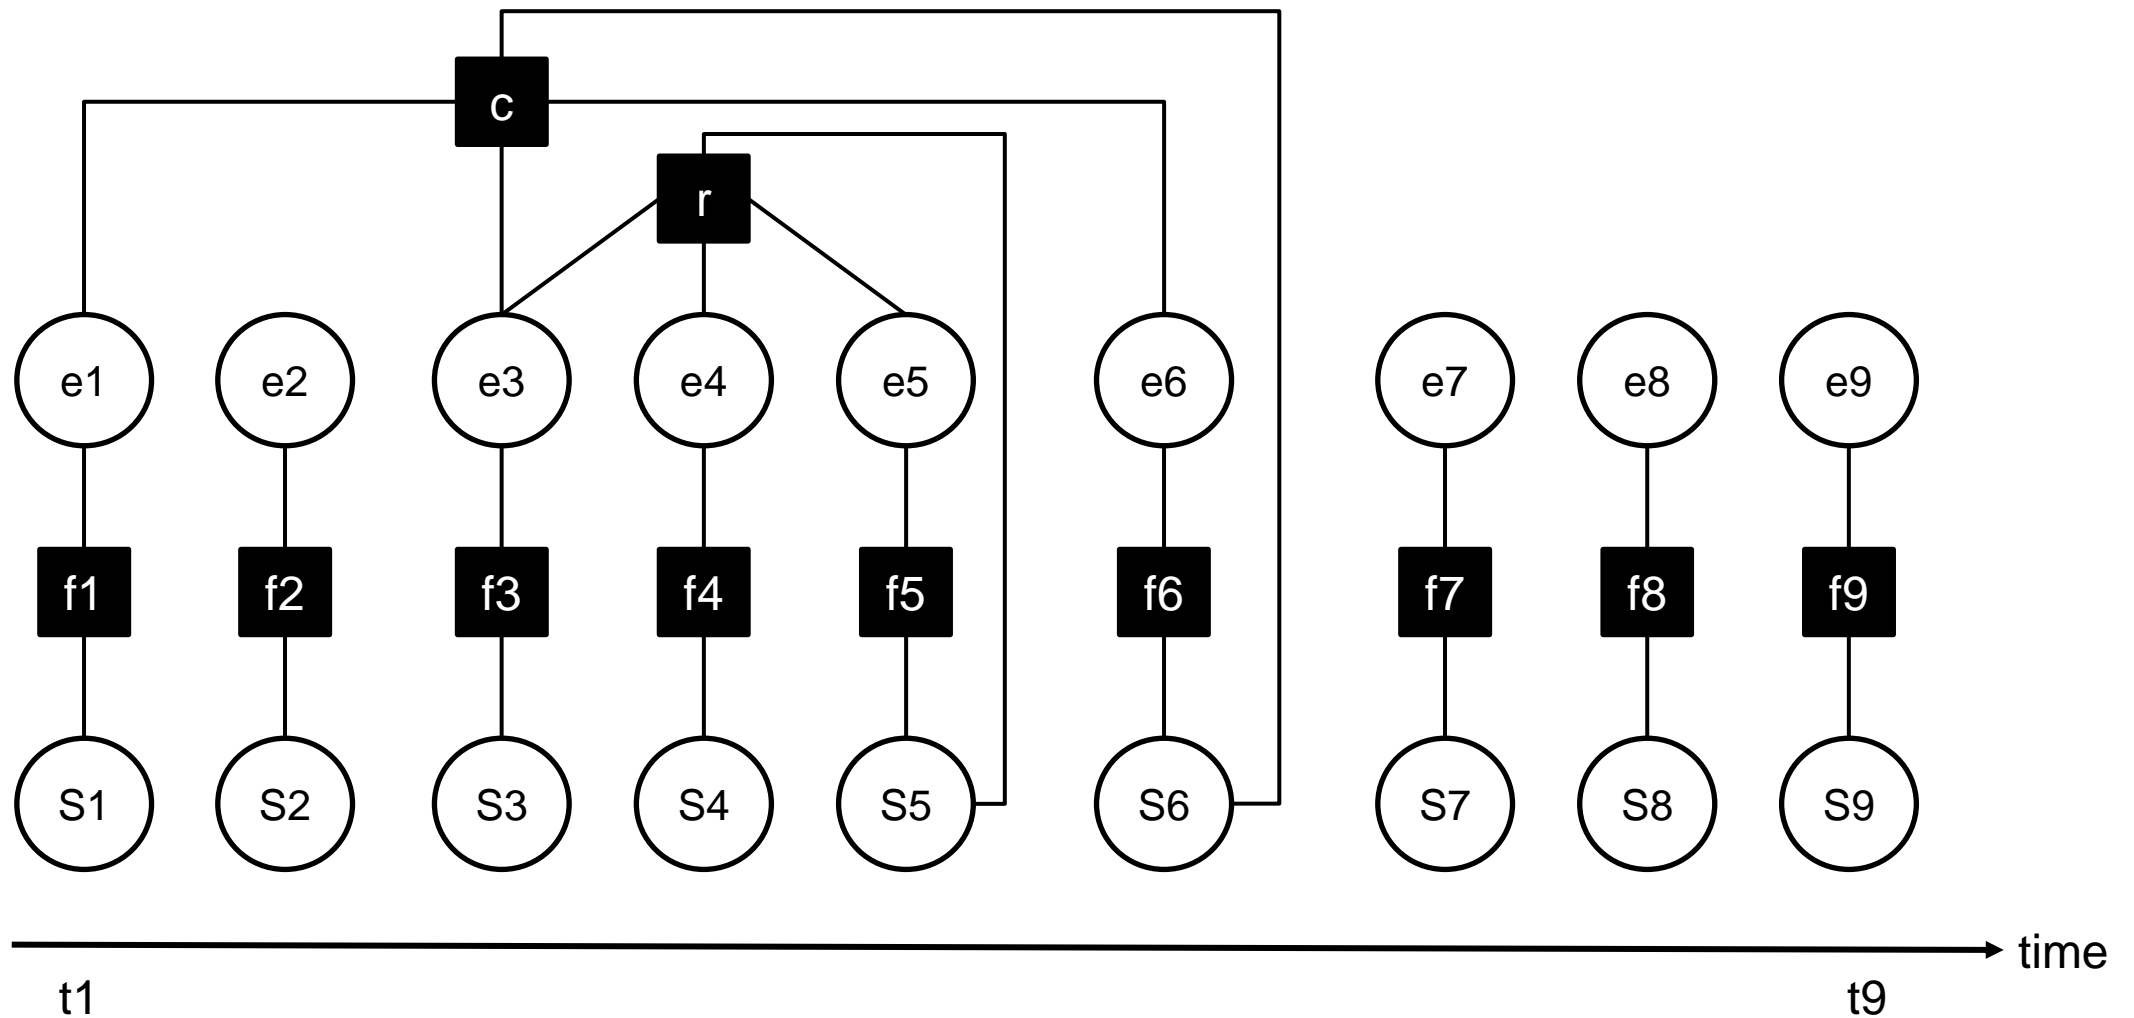 c
r
e1 e2 e3 e4 e5 e6 e7 e8 e9
f1 f2 f3 f4 f5 f6 f7 f8 f9
S1 S2 S3 S4 S5 S6 S7 S8 S9
time
t1 t9